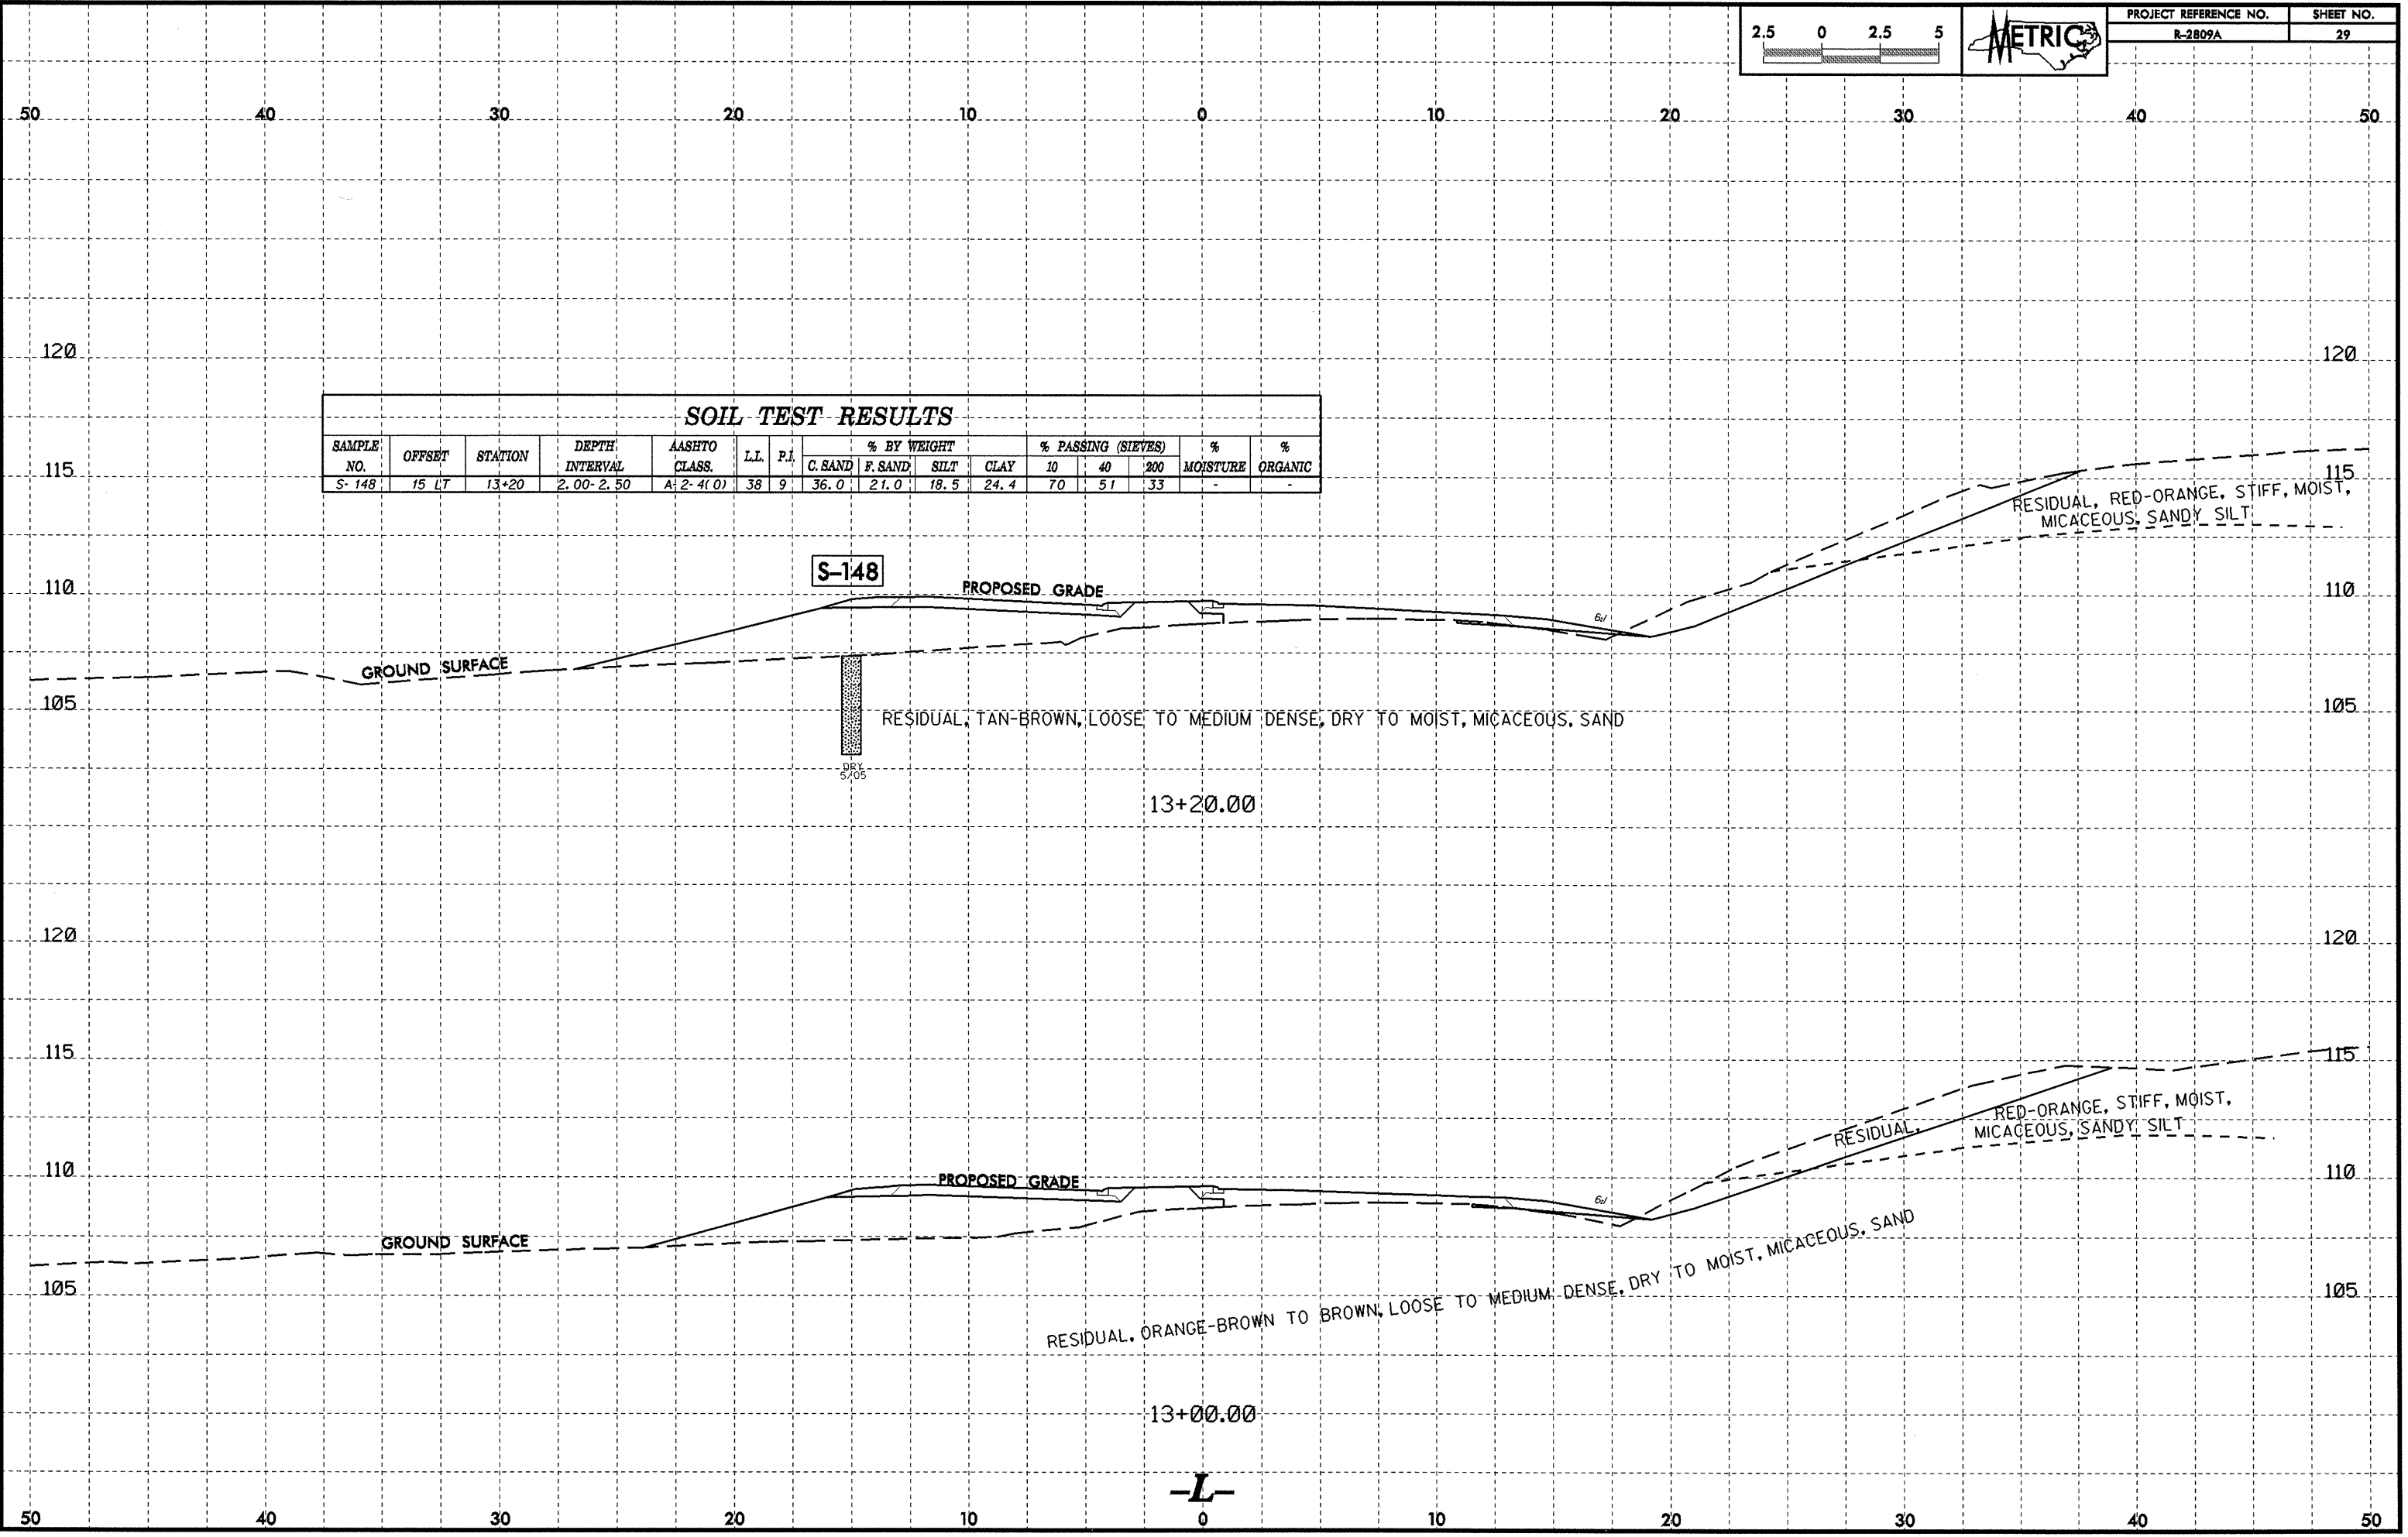 2.5 0 2.5 5
METRIC
PROJECT REFERENCE NO. SHEET NO.
R-2809A 29
50 40 30 20 10 0 10 20 30 40 50
120 120
SOIL TEST RESULTS
SAMPLE NO. OFFSET STATION DEPTH INTERVAL AASHTO CLASS. L.L. P.I. % BY WEIGHT % PASSING (SIEVES) % MOISTURE % ORGANIC
C. SAND F. SAND SILT CLAY 10 40 200
S-148 15 LT 13+20 2.00-2.50 A-2-4(0) 38 9 36.0 21.0 18.5 24.4 70 51 33 - -
115 115
RESIDUAL, RED-ORANGE, STIFF, MOIST,
MICACEOUS, SANDY SILT
S-148
110 PROPOSED GRADE 110
6:1
GROUND SURFACE
105 105
RESIDUAL, TAN-BROWN, LOOSE TO MEDIUM DENSE, DRY TO MOIST, MICACEOUS, SAND
DRY
5/05
13+20.00
120 120
115 115
RESIDUAL, RED-ORANGE, STIFF, MOIST,
MICACEOUS, SANDY SILT
110 PROPOSED GRADE 110
6:1
GROUND SURFACE
105 105
RESIDUAL, ORANGE-BROWN TO BROWN, LOOSE TO MEDIUM DENSE, DRY TO MOIST, MICACEOUS, SAND
13+00.00
-L-
50 40 30 20 10 0 10 20 30 40 50